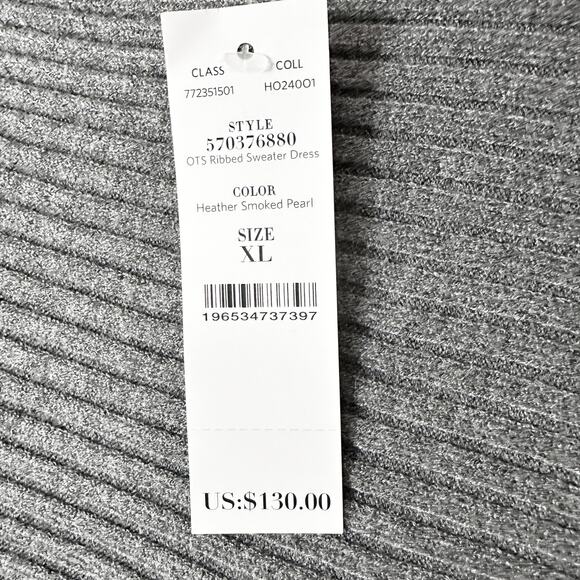 CLASS COLL
772351501 HO24001
STYLE
570376880
OTS Ribbed Sweater Dress
COLOR
Heather Smoked Pearl
SIZE
XL
196534737397
US:$130.00